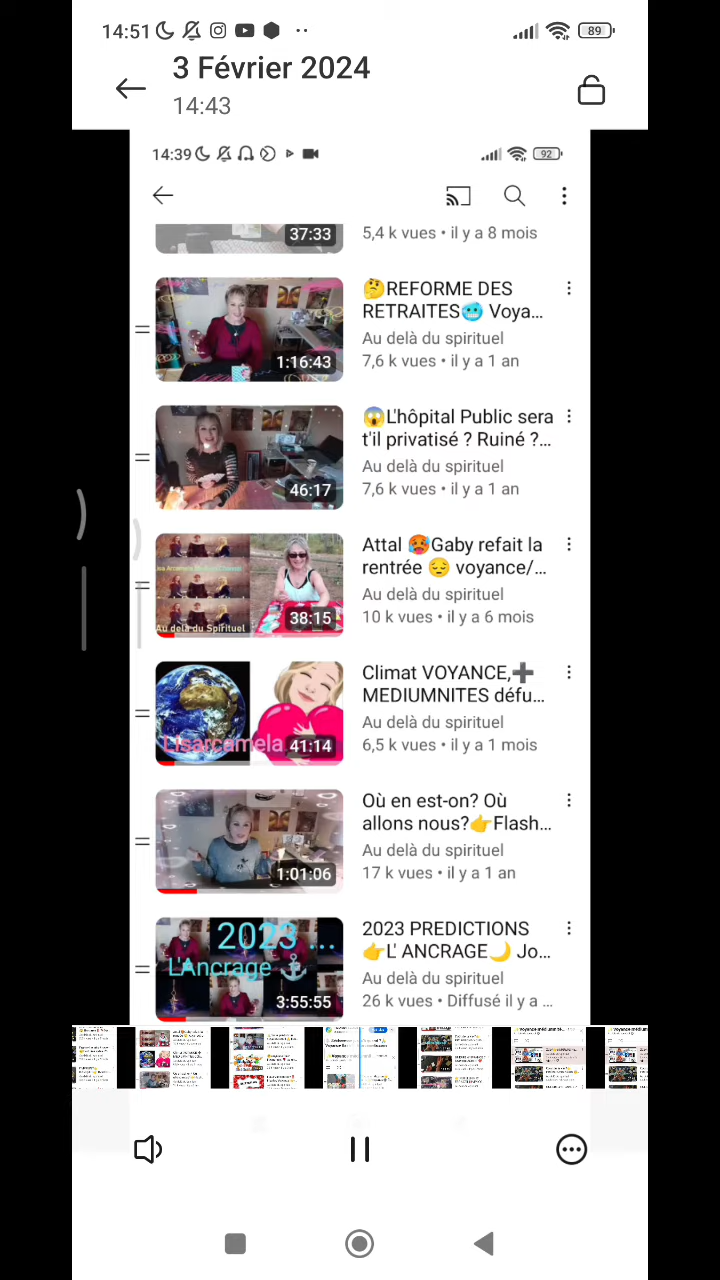 14:51
89
3 Février 2024
14:43
14:39
92
37:33
5,4 k vues • il y a 8 mois
🤔REFORME DES
RETRAITES🥶 Voya...
Au delà du spirituel
7,6 k vues • il y a 1 an
1:16:43
😱L'hôpital Public sera
t'il privatisé ? Ruiné ?...
Au delà du spirituel
7,6 k vues • il y a 1 an
46:17
Attal 🥵Gaby refait la
rentrée 😔 voyance/...
Au delà du spirituel
10 k vues • il y a 6 mois
Au delà du Spirituel
38:15
Climat VOYANCE,➕
MEDIUMNITES défu...
Au delà du spirituel
6,5 k vues • il y a 1 mois
Lisarcamela
41:14
Où en est-on? Où
allons nous?👉Flash...
Au delà du spirituel
17 k vues • il y a 1 an
1:01:06
2023 PREDICTIONS
👉L' ANCRAGE🌙 Jo...
Au delà du spirituel
26 k vues • Diffusé il y a ...
2023 ...
L'Ancrage ⚓
3:55:55